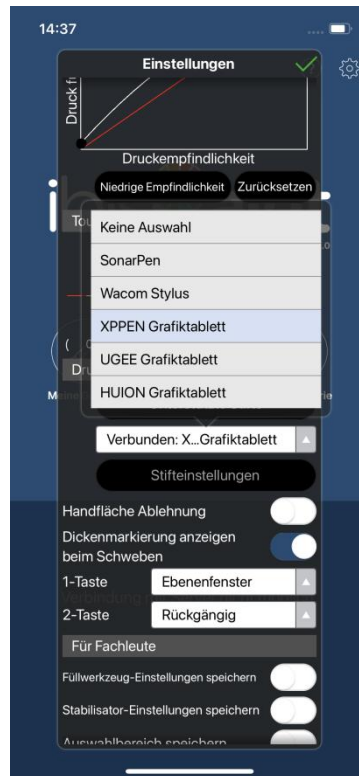 14:37
Einstellungen
Druck
Druckempfindlichkeit
Niedrige Empfindlichkeit Zurücksetzen
Keine Auswahl
SonarPen
Wacom Stylus
XPPEN Grafiktablett
UGEE Grafiktablett
HUION Grafiktablett
Verbunden: X...Grafiktablett
Stifteinstellungen
Handfläche Ablehnung
Dickenmarkierung anzeigen
beim Schweben
1-Taste Ebenenfenster
2-Taste Rückgängig
Für Fachleute
Füllwerkzeug-Einstellungen speichern
Stabilisator-Einstellungen speichern
Auswahlbereich speichern